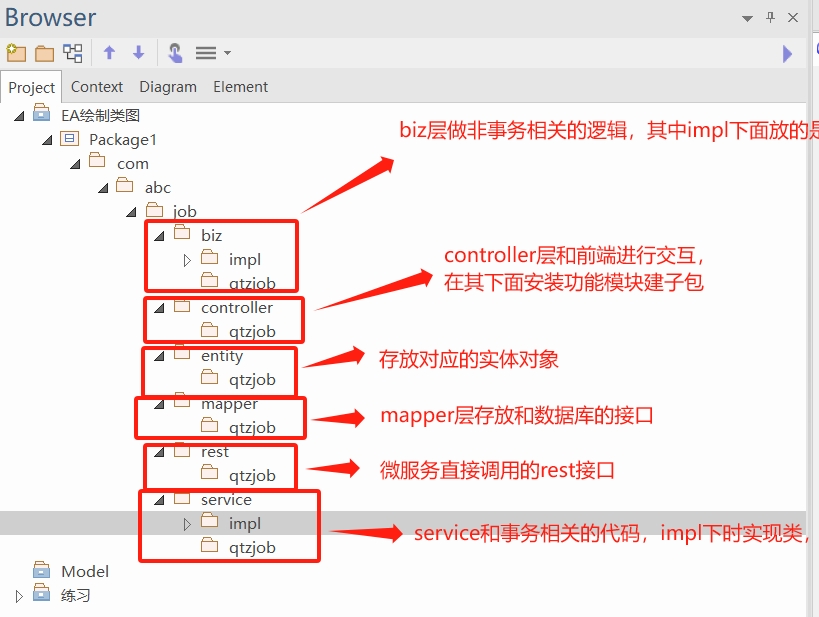 Browser
Project Context Diagram Element
EA绘制类图
Package1
com
abc
job
biz
impl
qtzjob
controller
qtzjob
entity
qtzjob
mapper
qtzjob
rest
qtzjob
service
impl
qtzjob
Model
练习
biz层做非事务相关的逻辑，其中impl下面放的是
controller层和前端进行交互，
在其下面安装功能模块建子包
存放对应的实体对象
mapper层存放和数据库的接口
微服务直接调用的rest接口
service和事务相关的代码，impl下时实现类，